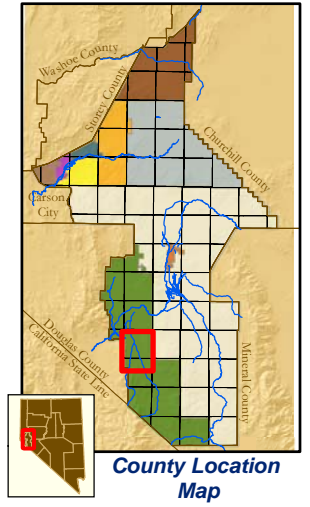 Washoe County
Storey County
Churchill County
Carson
City
Douglas County
California State Line
Mineral County
County Location
Map